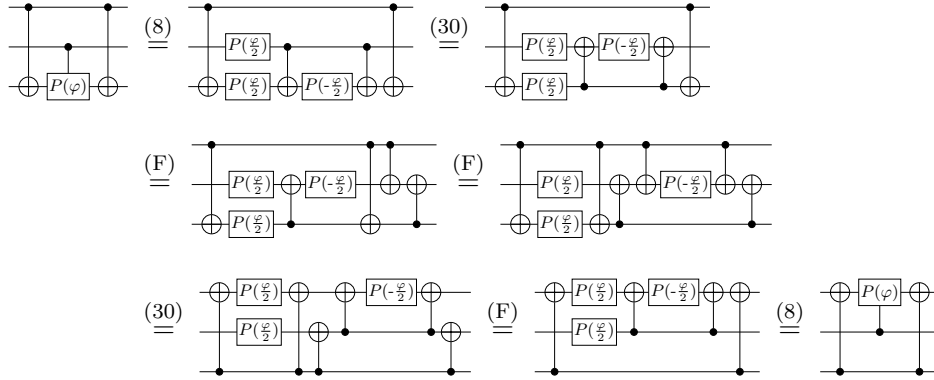 (8) (30)
P(φ/2) P(φ/2)
P(-φ/2)
P(φ) P(φ/2) P(-φ/2) P(φ/2)
(F) (F)
P(φ/2) P(-φ/2) P(φ/2) P(-φ/2)
P(φ/2) P(φ/2)
P(φ/2) P(-φ/2) P(φ/2) P(-φ/2) P(φ)
(30) (F) (8)
P(φ/2) P(φ/2)